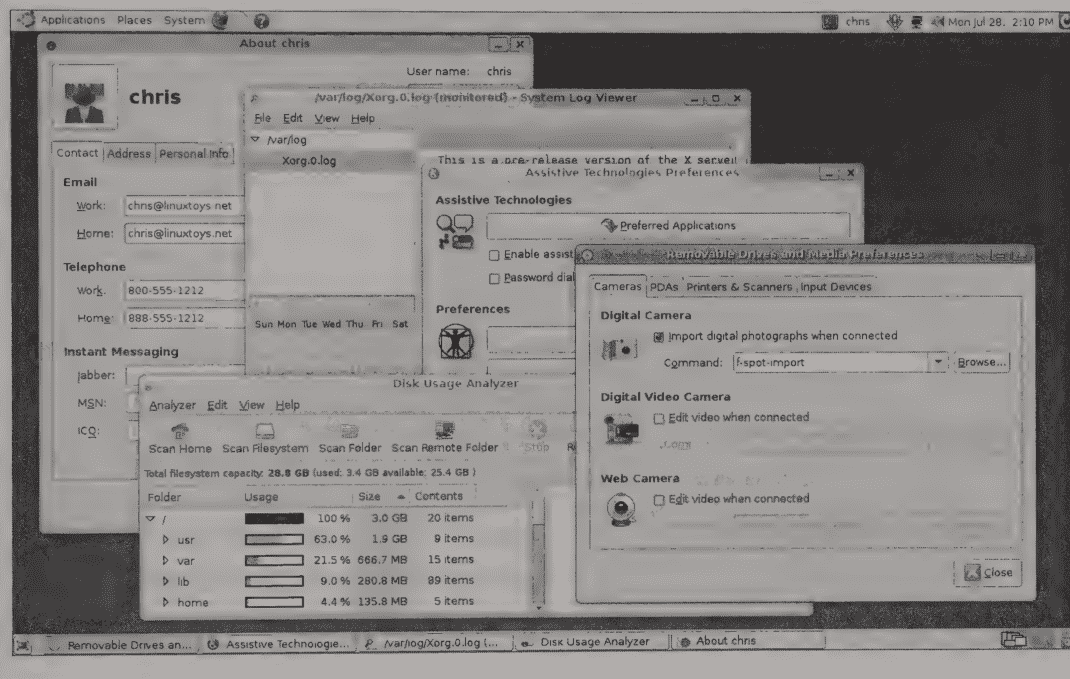 Applications Places System
chris
Mon Jul 28, 2:10 PM
About chris
User name: chris
chris
Contact Address Personal Info
Email
Work: chris@linuxtoys.net
Home: chris@linuxtoys.net
Telephone
Work: 800-555-1212
Home: 888-555-1212
Instant Messaging
Jabber:
MSN:
ICQ:
/var/log/Xorg.0.log (monitored) - System Log Viewer
File Edit View Help
/var/log
Xorg.0.log
This is a pre-release version of the X server
Sun Mon Tue Wed Thu Fri Sat
Assistive Technologies Preferences
Assistive Technologies
Preferred Applications
Enable assist
Password dial
Preferences
Removable Drives and Media Preferences
Cameras PDAs Printers & Scanners Input Devices
Digital Camera
Import digital photographs when connected
Command: f-spot-import Browse...
Digital Video Camera
Edit video when connected
Web Camera
Edit video when connected
Close
Disk Usage Analyzer
Analyzer Edit View Help
Scan Home Scan Filesystem Scan Folder Scan Remote Folder Stop R
Total filesystem capacity: 28.8 GB (used: 3.4 GB available: 25.4 GB )
Folder Usage Size Contents
/ 100 % 3.0 GB 20 items
usr 63.0 % 1.9 GB 9 items
var 21.5 % 666.7 MB 15 items
lib 9.0 % 280.8 MB 89 items
home 4.4 % 135.8 MB 5 items
Removable Drives an... Assistive Technologie... /var/log/Xorg.0.log (... Disk Usage Analyzer About chris